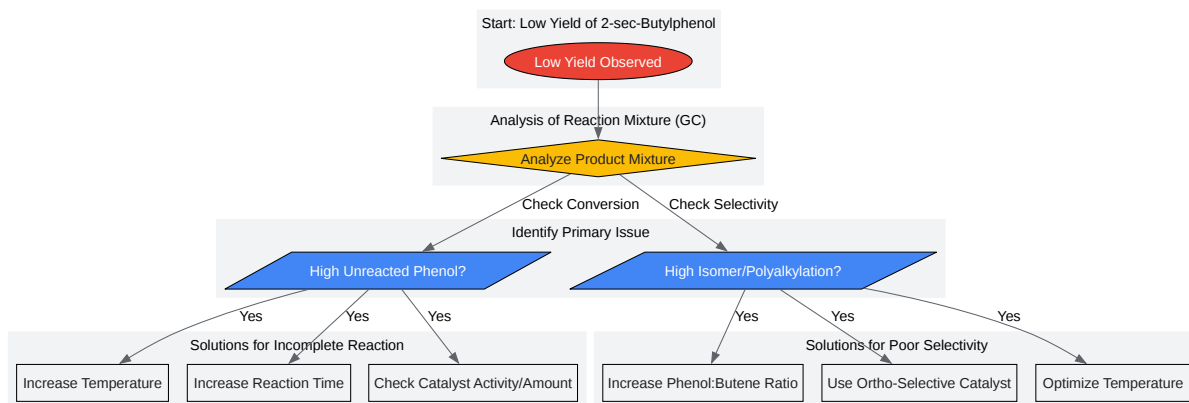 Start: Low Yield of 2-sec-Butylphenol
Low Yield Observed
Analysis of Reaction Mixture (GC)
Analyze Product Mixture
Check Conversion
Check Selectivity
Identify Primary Issue
High Unreacted Phenol?
High Isomer/Polyalkylation?
Yes
Yes
Yes
Yes
Yes
Yes
Solutions for Incomplete Reaction
Solutions for Poor Selectivity
Increase Temperature
Increase Reaction Time
Check Catalyst Activity/Amount
Increase Phenol:Butene Ratio
Use Ortho-Selective Catalyst
Optimize Temperature